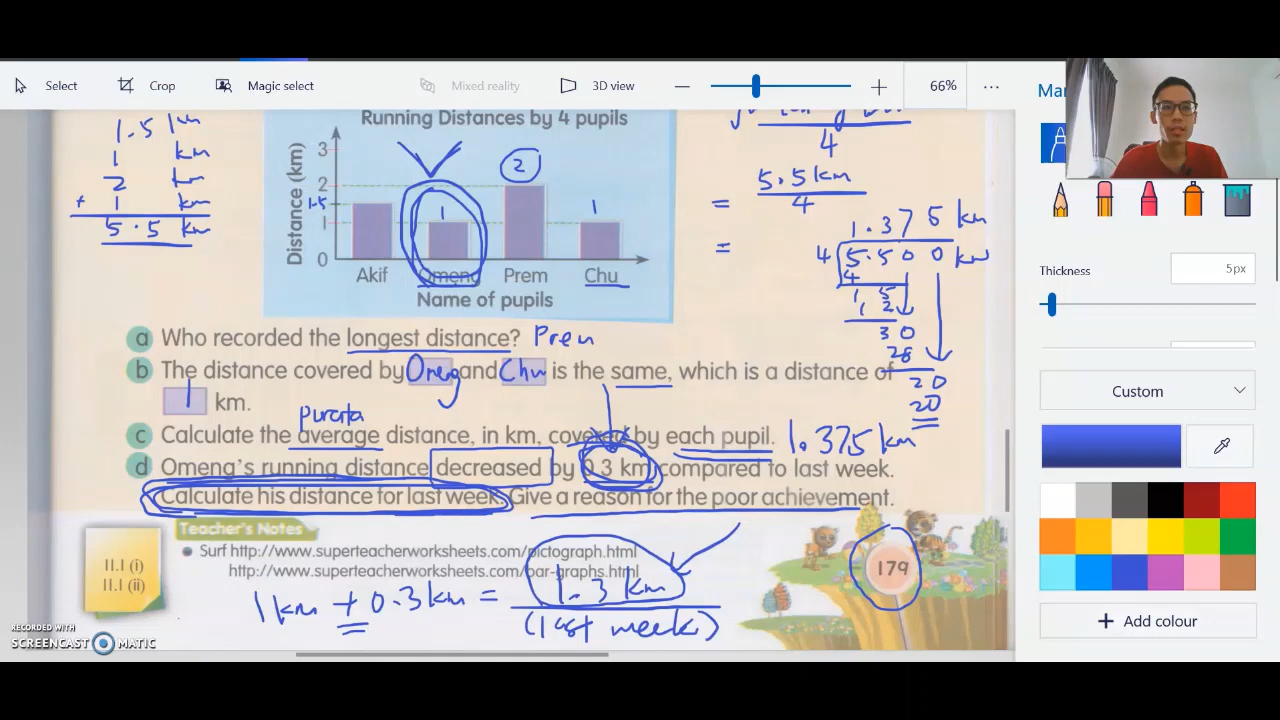 Select Crop Magic select Mixed reality 3D view 66% ...
1.5 km
1 km
2 km
+ 1 km
5.5 km
Running Distances by 4 pupils
Distance (km)
3
2
1.5
1
0
1
2
1
Akif Omeng Prem Chu
Name of pupils
4
= 5.5 km
4
=
1.375 km
4 5.500 km
4
1 5
1 2
30
28
20
20
a Who recorded the longest distance? Prem
b The distance covered by Omeng and Chu is the same, which is a distance of
1 km.
purata
c Calculate the average distance, in km, covered by each pupil. 1.375 km
d Omeng's running distance decreased by 0.3 km compared to last week.
Calculate his distance for last week. Give a reason for the poor achievement.
Teacher's Notes
• Surf http://www.superteacherworksheets.com/pictograph.html
http://www.superteacherworksheets.com/bar-graphs.html
11.1 (i)
11.1 (ii)
1 km + 0.3 km = 1.3 km
(last week)
179
Thickness
5px
Custom
+ Add colour
RECORDED WITH
SCREENCAST MATIC